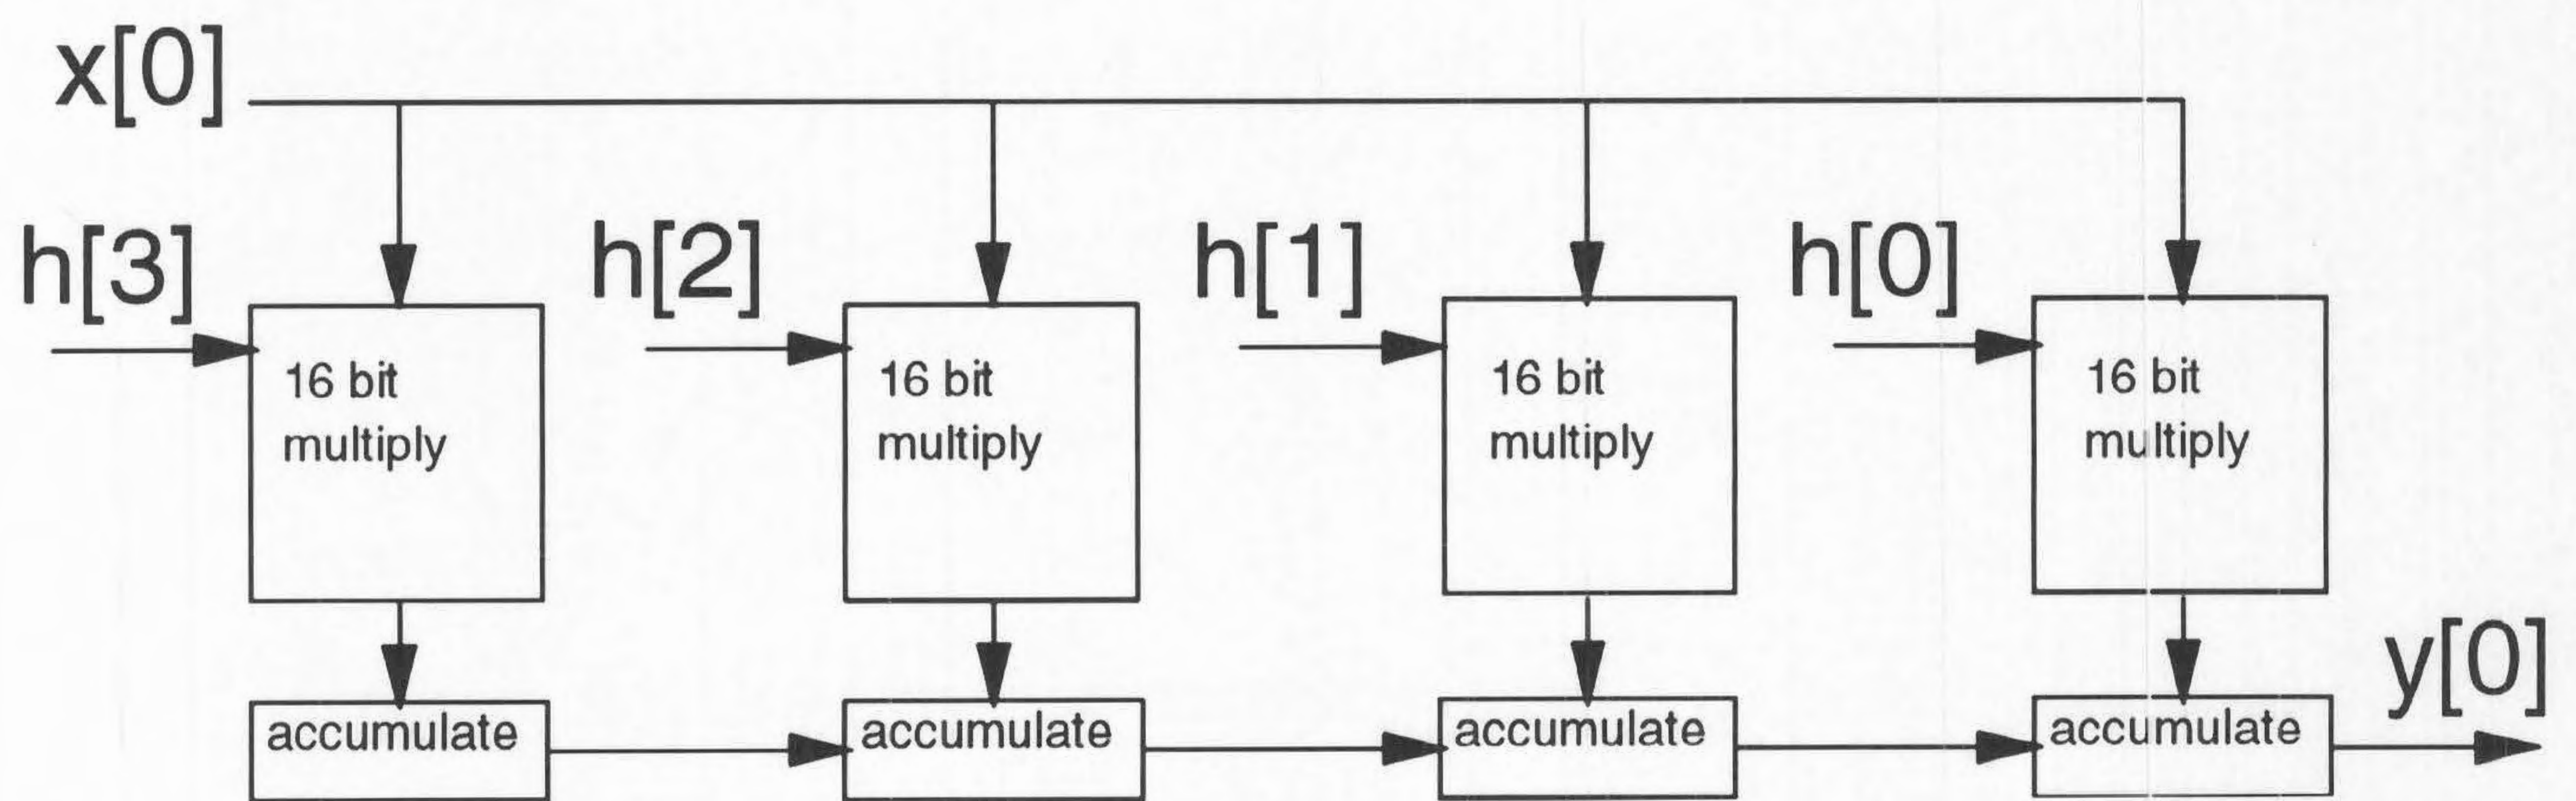 x[0]
h[3]
h[2]
h[1]
h[0]
16 bit
multiply
16 bit
multiply
16 bit
multiply
16 bit
multiply
y[0]
accumulate
accumulate
accumulate
accumulate